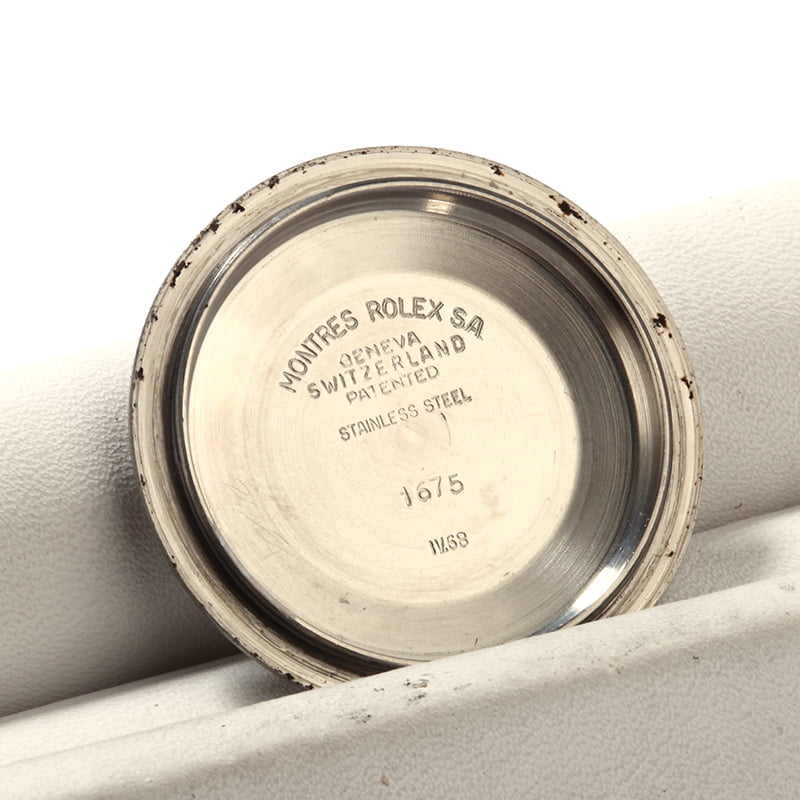 MONTRES ROLEX SA
GENEVA
SWITZERLAND
PATENTED
STAINLESS STEEL
1675
IV.68